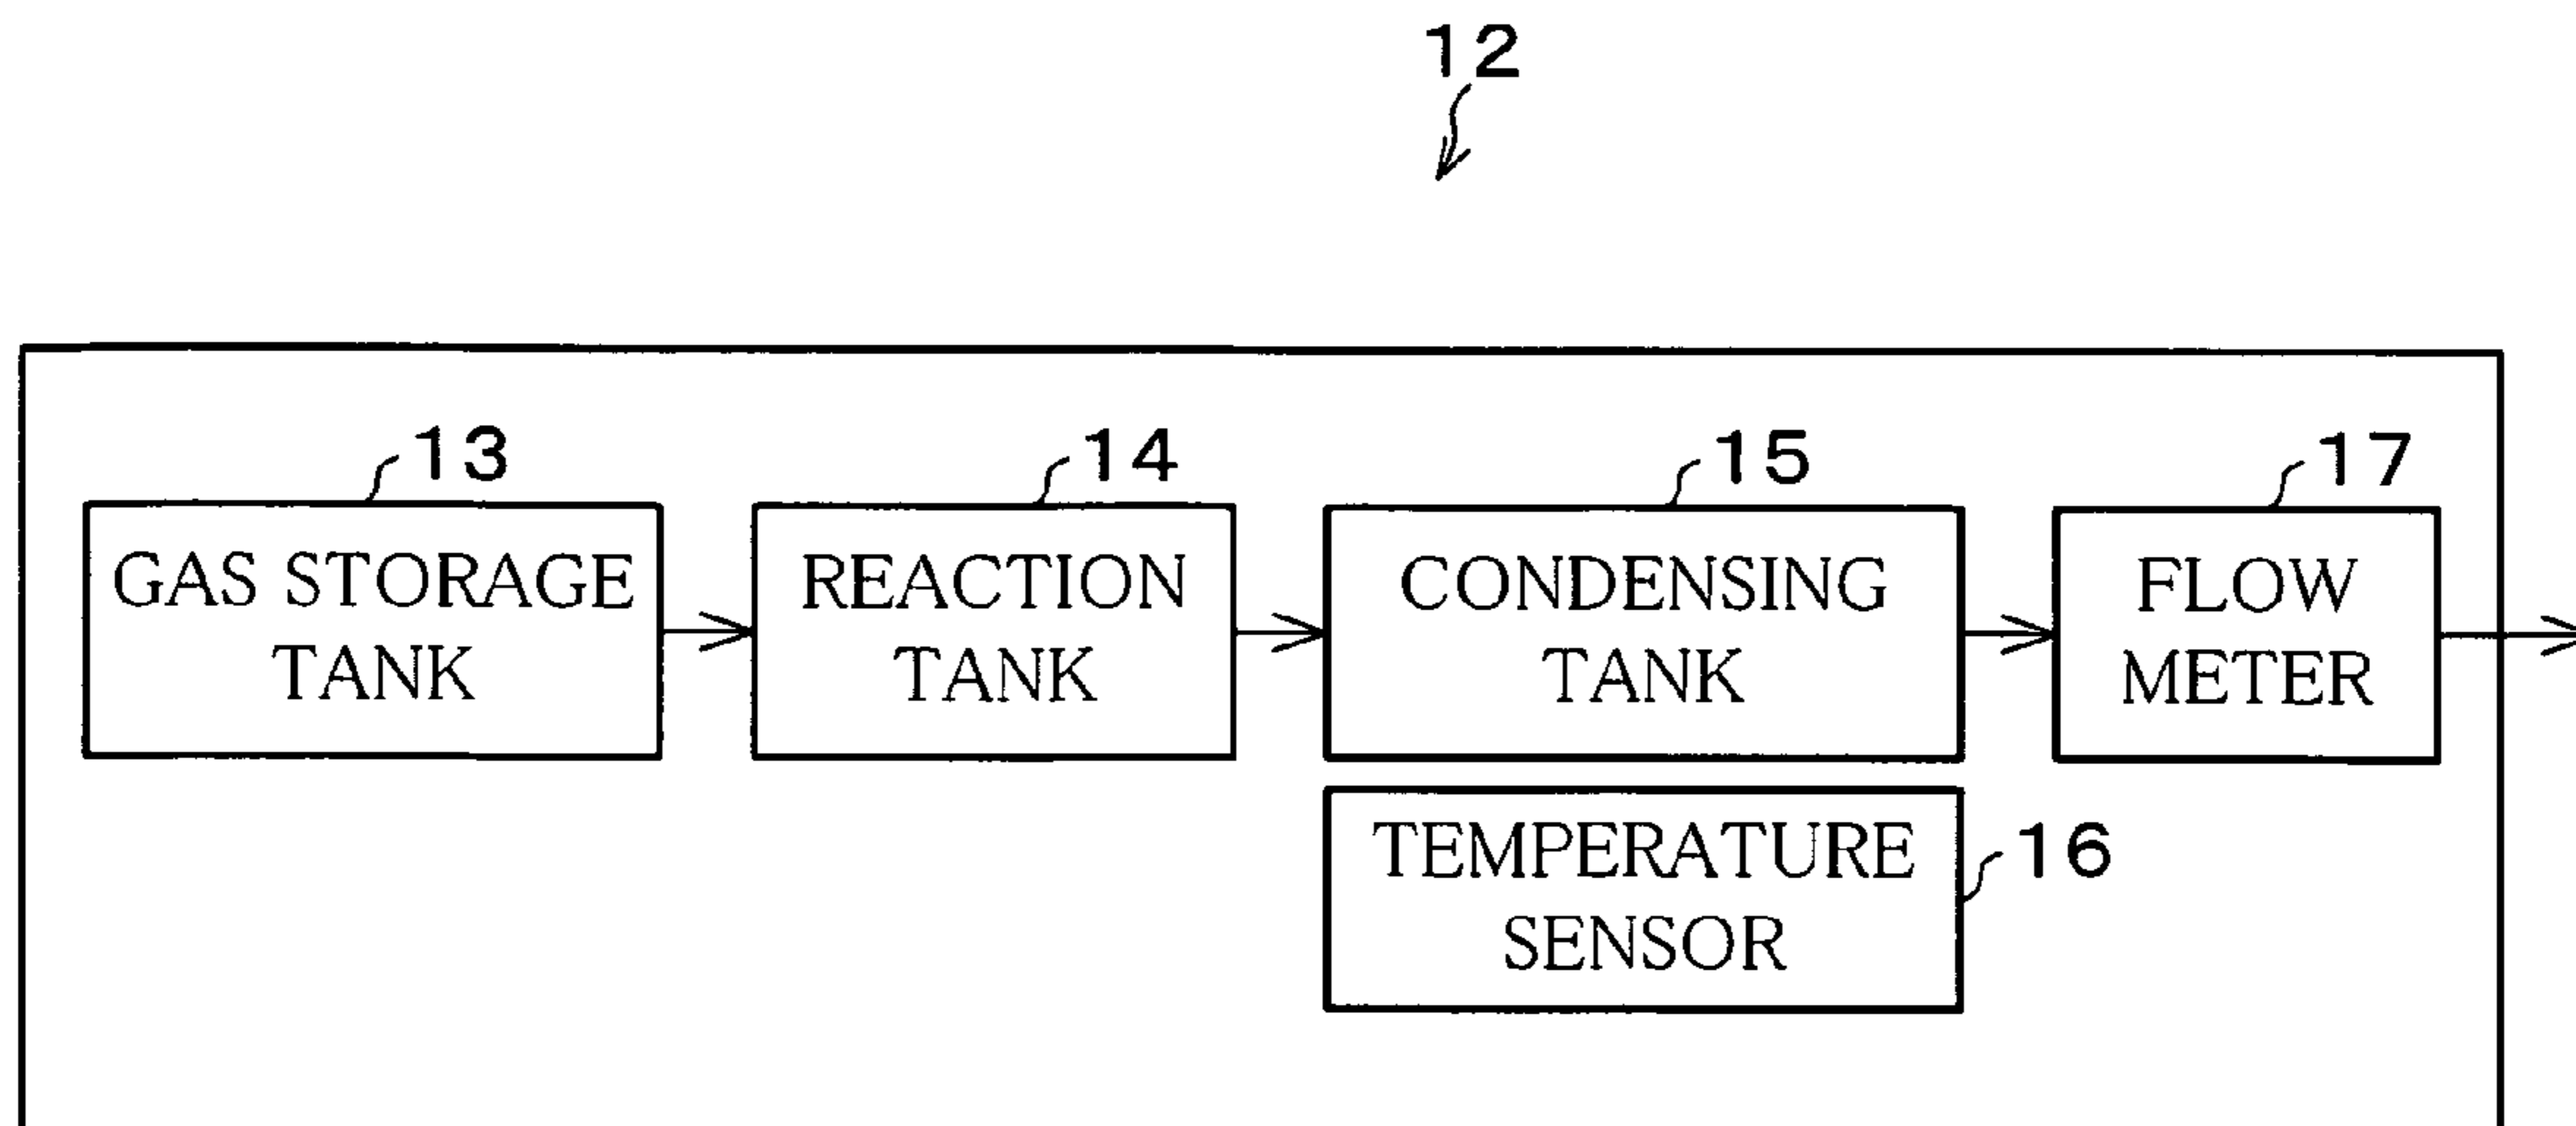 12
13
14
15
17
GAS STORAGE
TANK
REACTION
TANK
CONDENSING
TANK
FLOW
METER
TEMPERATURE
SENSOR
16